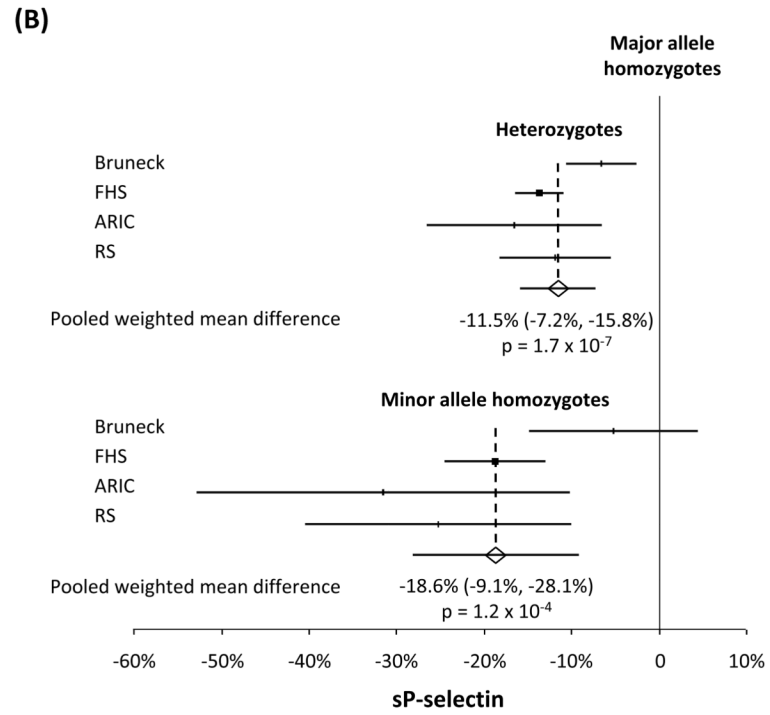 (B)
Major allele
homozygotes
Heterozygotes
Bruneck
FHS
ARIC
RS
Pooled weighted mean difference
-11.5% (-7.2%, -15.8%)
p = 1.7 x 10⁻⁷
Minor allele homozygotes
Bruneck
FHS
ARIC
RS
Pooled weighted mean difference
-18.6% (-9.1%, -28.1%)
p = 1.2 x 10⁻⁴
-60% -50% -40% -30% -20% -10% 0 10%
sP-selectin